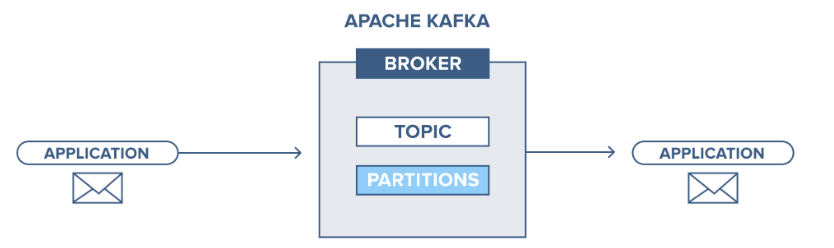 APACHE KAFKA
BROKER
TOPIC
APPLICATION
APPLICATION
PARTITIONS